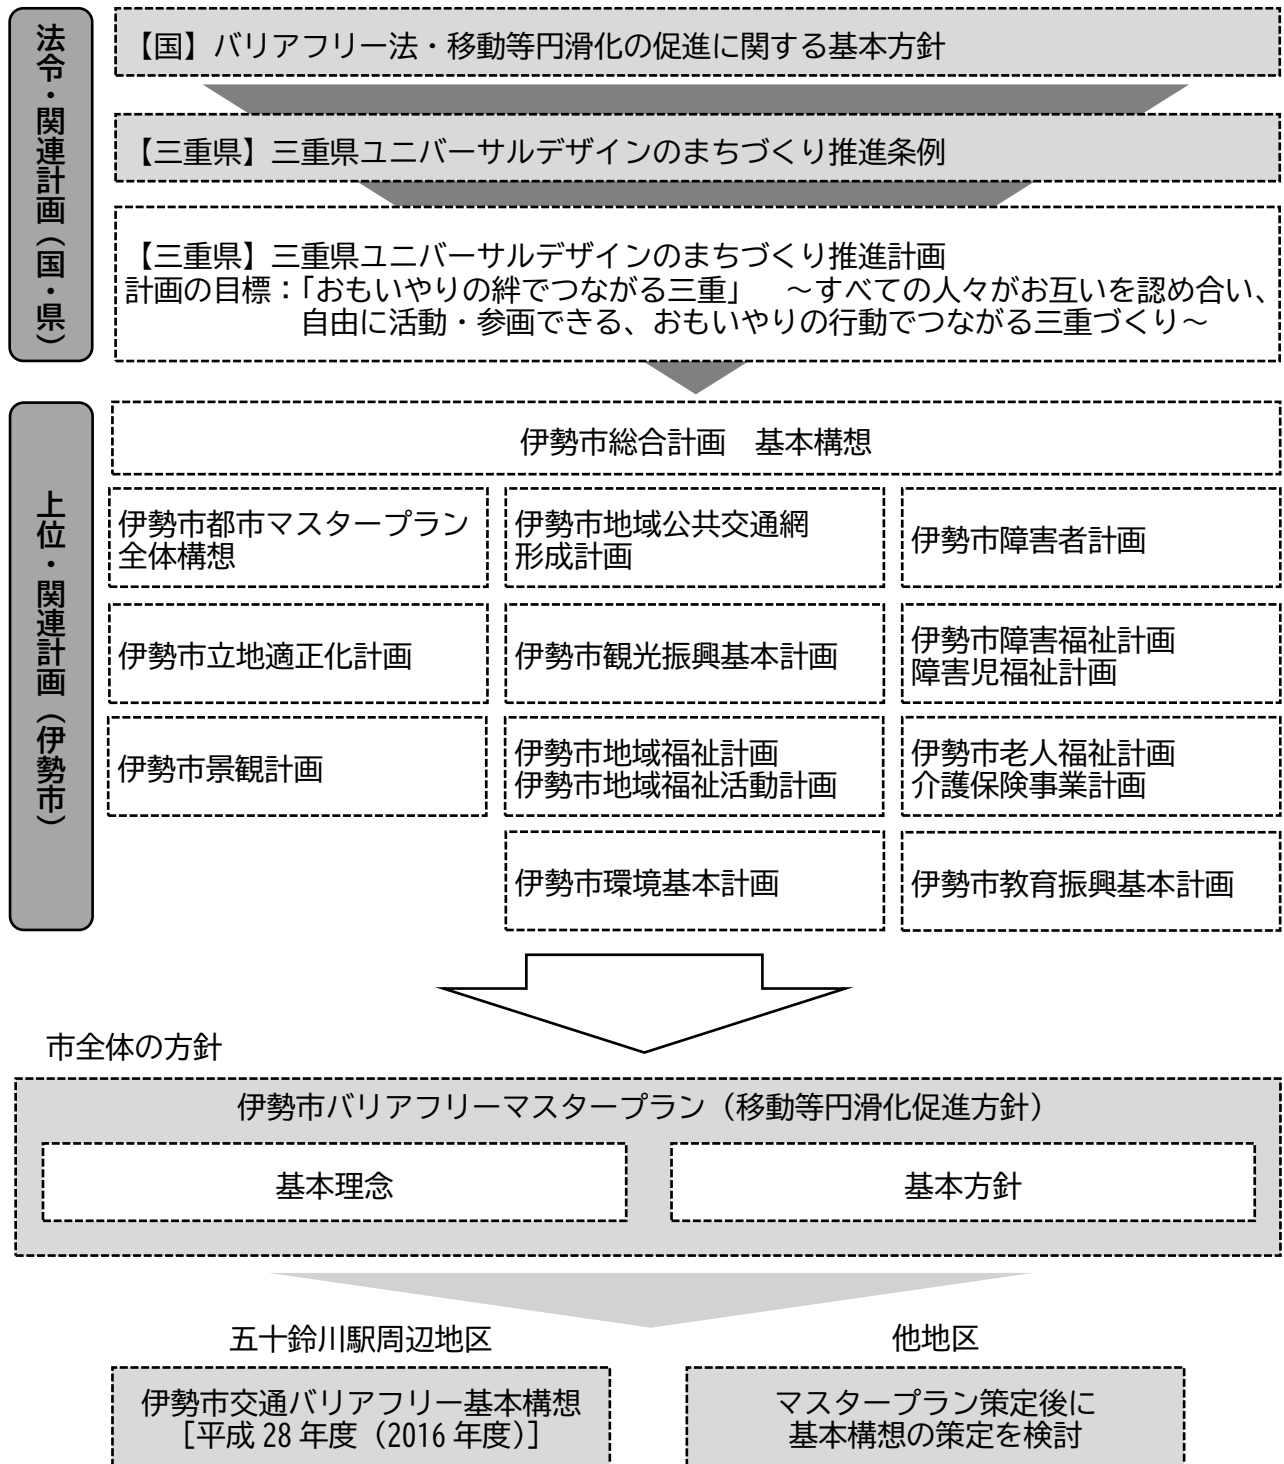 法令・関連計画（国・県）
【国】バリアフリー法・移動等円滑化の促進に関する基本方針
【三重県】三重県ユニバーサルデザインのまちづくり推進条例
【三重県】三重県ユニバーサルデザインのまちづくり推進計画
計画の目標：「おもいやりの絆でつながる三重」　～すべての人々がお互いを認め合い、
自由に活動・参画できる、おもいやりの行動でつながる三重づくり～
上位・関連計画（伊勢市）
伊勢市総合計画　基本構想
伊勢市都市マスタープラン
全体構想
伊勢市地域公共交通網
形成計画
伊勢市障害者計画
伊勢市立地適正化計画
伊勢市観光振興基本計画
伊勢市障害福祉計画
障害児福祉計画
伊勢市景観計画
伊勢市地域福祉計画
伊勢市地域福祉活動計画
伊勢市老人福祉計画
介護保険事業計画
伊勢市環境基本計画
伊勢市教育振興基本計画
市全体の方針
伊勢市バリアフリーマスタープラン（移動等円滑化促進方針）
基本理念
基本方針
五十鈴川駅周辺地区
他地区
伊勢市交通バリアフリー基本構想
［平成 28 年度（2016 年度）］
マスタープラン策定後に
基本構想の策定を検討